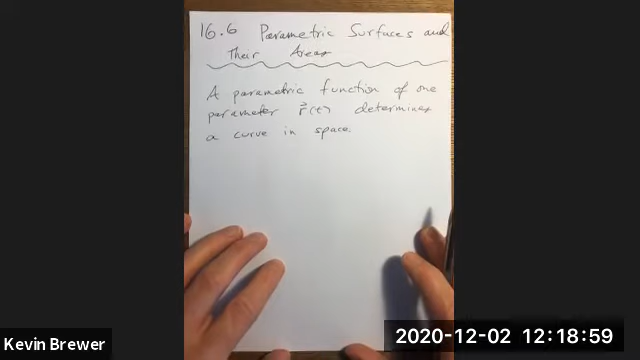 16.6 Parametric Surfaces and
Their Areas
A parametric function of one
parameter r⃗(t) determines
a curve in space.
Kevin Brewer
2020-12-02 12:18:59